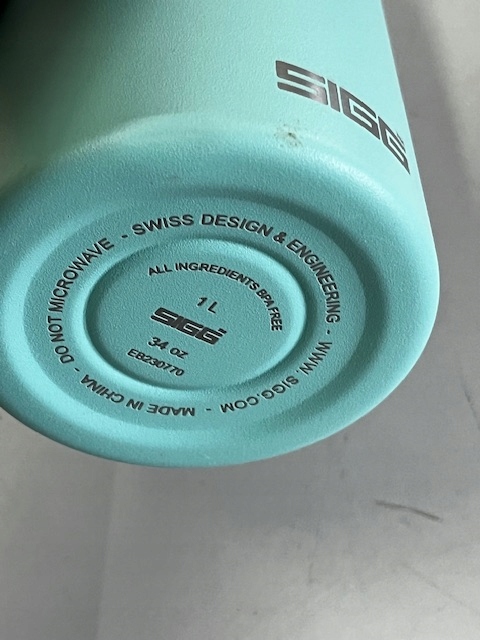 SIGG
- SWISS DESIGN & ENGINEERING - WWW.SIGG.COM - MADE IN CHINA - DO NOT MICROWAVE
ALL INGREDIENTS BPA FREE
1 L
SIGG
34 oz
EB230770